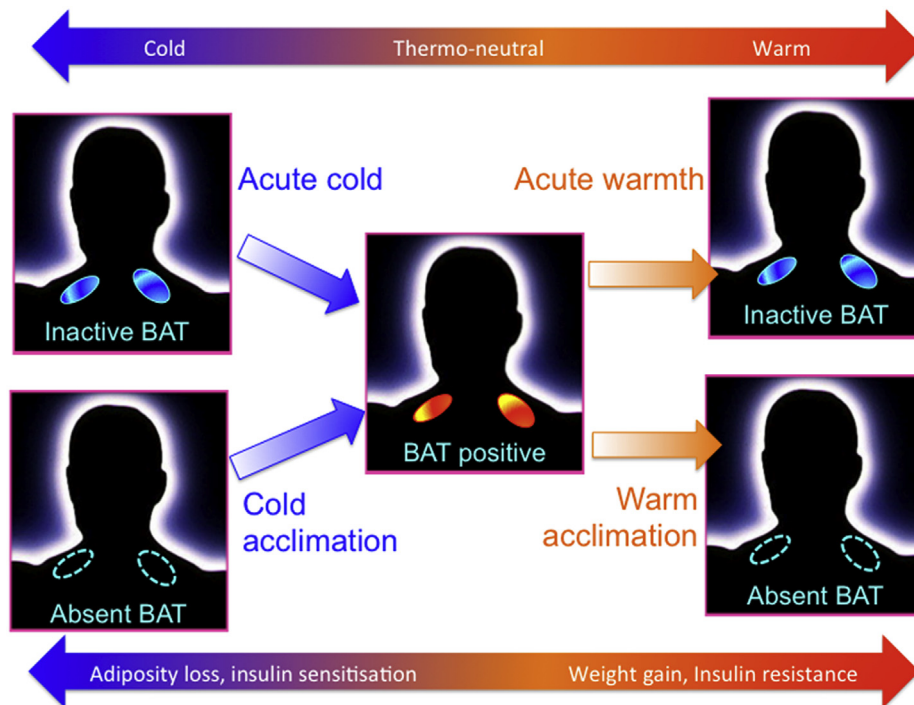 Cold Thermo-neutral Warm
Acute cold
Acute warmth
Inactive BAT
Inactive BAT
BAT positive
Cold
acclimation
Warm
acclimation
Absent BAT
Absent BAT
Adiposity loss, insulin sensitisation Weight gain, Insulin resistance